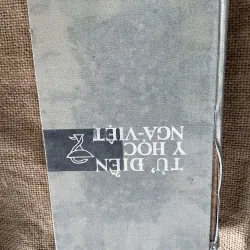 TỪ ĐIỂN
Y HỌC
NGA-VIỆT